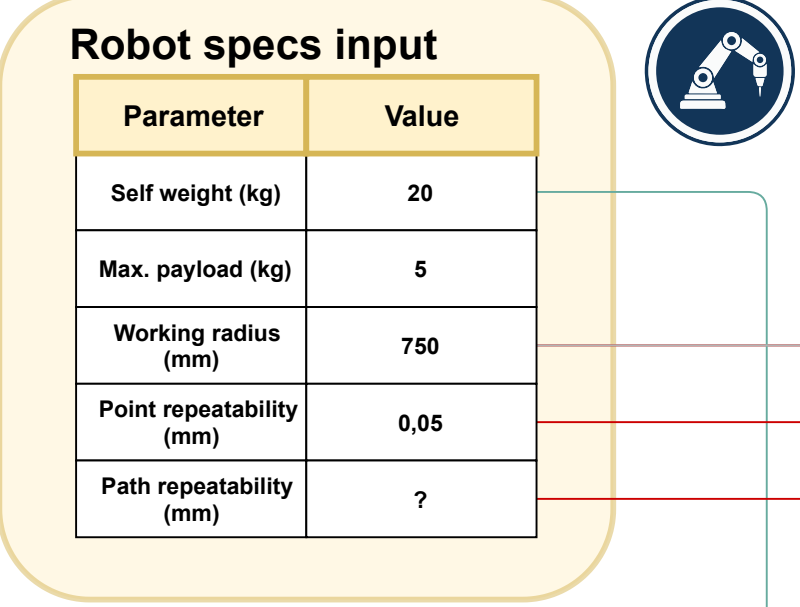 Robot specs input
Parameter Value
Self weight (kg) 20
Max. payload (kg) 5
Working radius
(mm) 750
Point repeatability
(mm) 0,05
Path repeatability
(mm) ?